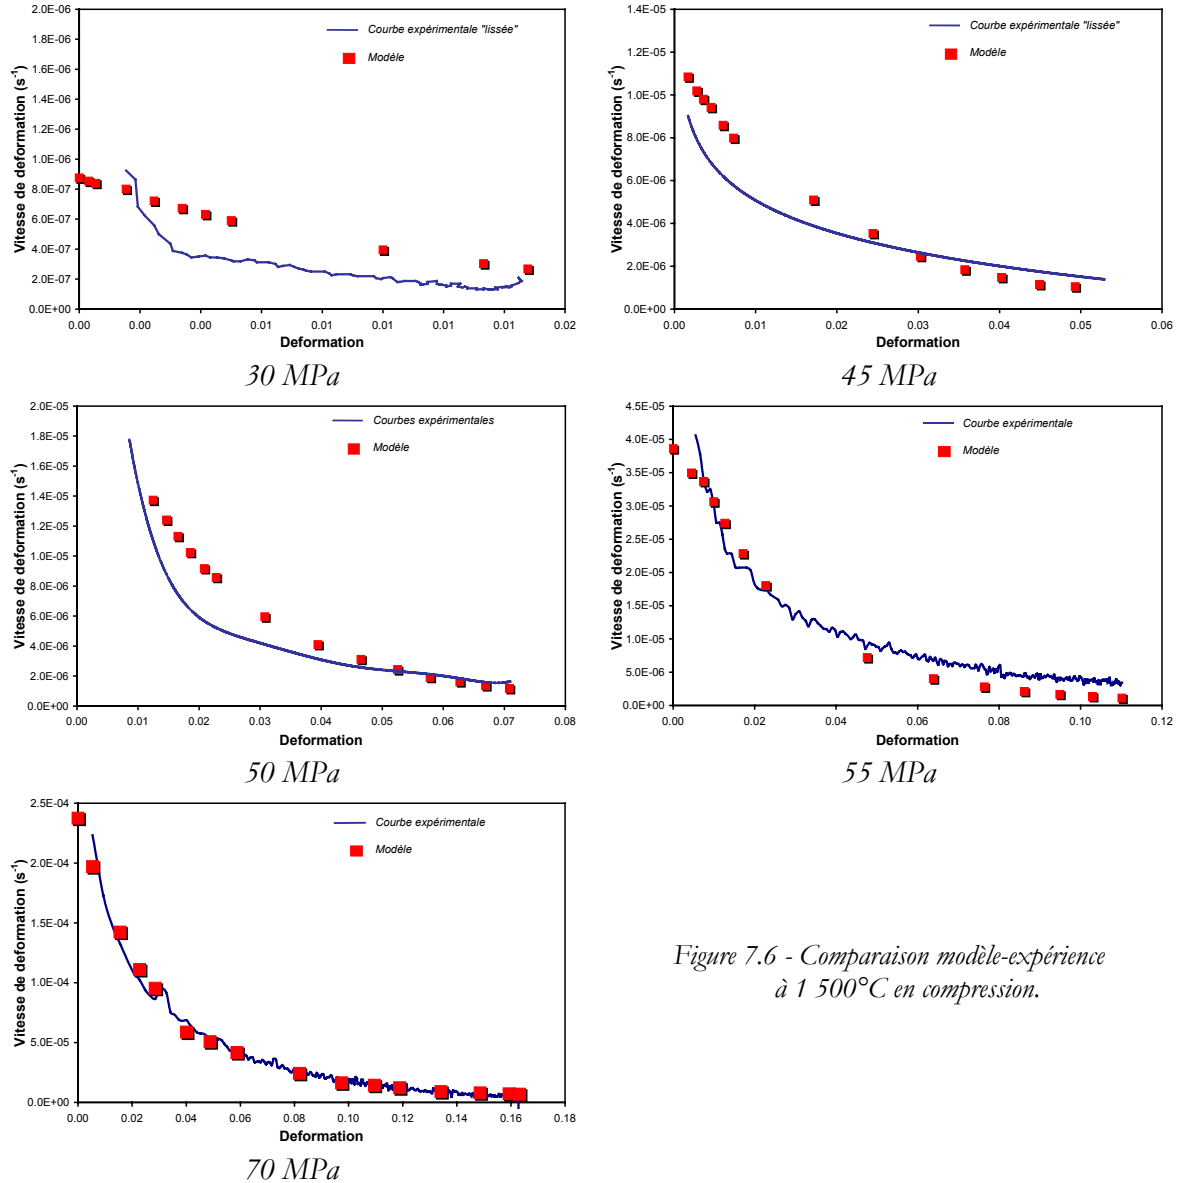 2.0E-06
1.8E-06
1.6E-06
1.4E-06
1.2E-06
1.0E-06
8.0E-07
6.0E-07
4.0E-07
2.0E-07
0.0E+00
Vitesse de deformation (s-1)
Courbe expérimentale "lissée"
Modèle
0.00 0.00 0.00 0.01 0.01 0.01 0.01 0.01 0.02
Deformation
30 MPa
1.4E-05
1.2E-05
1.0E-05
8.0E-06
6.0E-06
4.0E-06
2.0E-06
0.0E+00
Vitesse de deformation (s-1)
Courbe expérimentale "lissée"
Modèle
0.00 0.01 0.02 0.03 0.04 0.05 0.06
Deformation
45 MPa
2.0E-05
1.8E-05
1.6E-05
1.4E-05
1.2E-05
1.0E-05
8.0E-06
6.0E-06
4.0E-06
2.0E-06
0.0E+00
Vitesse de deformation (s-1)
Courbes expérimentales
Modèle
0.00 0.01 0.02 0.03 0.04 0.05 0.06 0.07 0.08
Deformation
50 MPa
4.5E-05
4.0E-05
3.5E-05
3.0E-05
2.5E-05
2.0E-05
1.5E-05
1.0E-05
5.0E-06
0.0E+00
Vitesse de deformation (s-1)
Courbe expérimentale
Modèle
0.00 0.02 0.04 0.06 0.08 0.10 0.12
Deformation
55 MPa
2.5E-04
2.0E-04
1.5E-04
1.0E-04
5.0E-05
0.0E+00
Vitesse de deformation (s-1)
Courbe expérimentale
Modèle
0.00 0.02 0.04 0.06 0.08 0.10 0.12 0.14 0.16 0.18
Deformation
70 MPa
Figure 7.6 - Comparaison modèle-expérience
à 1 500°C en compression.